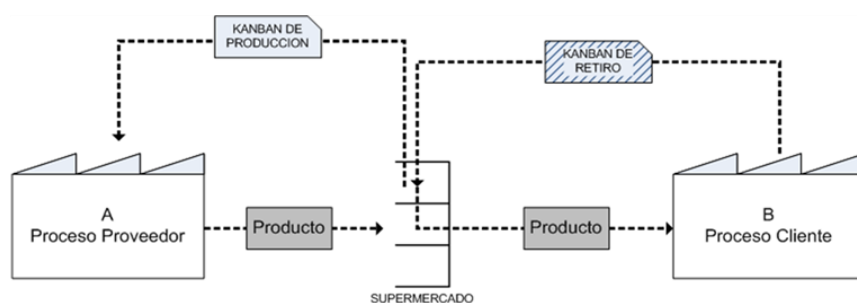 KANBAN DE
PRODUCCION
KANBAN DE
RETIRO
A
Proceso Proveedor
Producto
Producto
B
Proceso Cliente
SUPERMERCADO